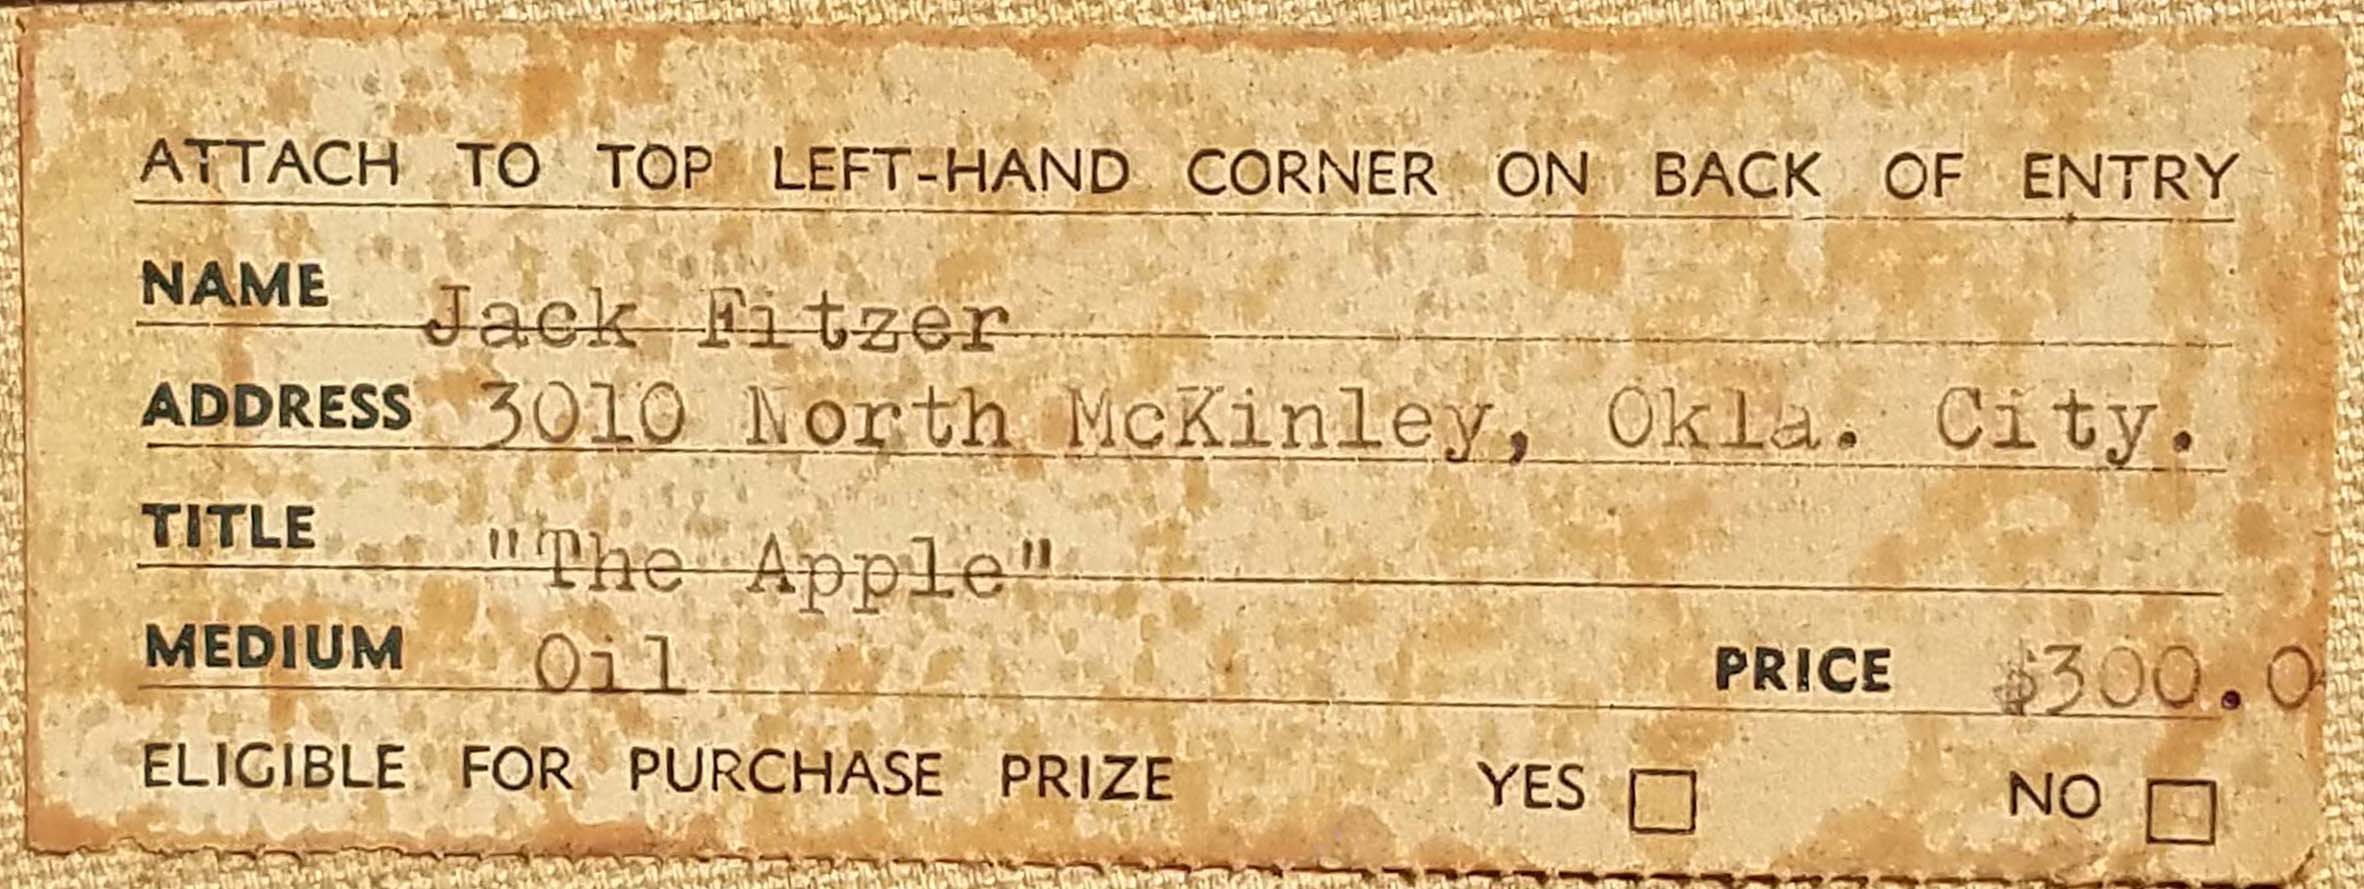 ATTACH TO TOP LEFT-HAND CORNER ON BACK OF ENTRY
NAME Jack Fitzer
ADDRESS 3010 North McKinley, Okla. City.
TITLE "The Apple"
MEDIUM Oil PRICE $300.0
ELIGIBLE FOR PURCHASE PRIZE YES NO